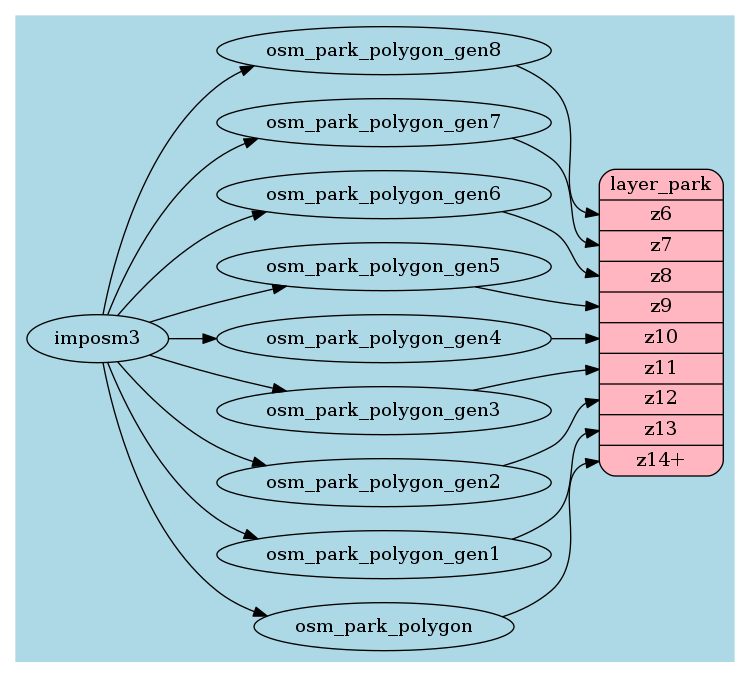 imposm3
osm_park_polygon_gen8
osm_park_polygon_gen7
osm_park_polygon_gen6
osm_park_polygon_gen5
osm_park_polygon_gen4
osm_park_polygon_gen3
osm_park_polygon_gen2
osm_park_polygon_gen1
osm_park_polygon
layer_park
z6
z7
z8
z9
z10
z11
z12
z13
z14+